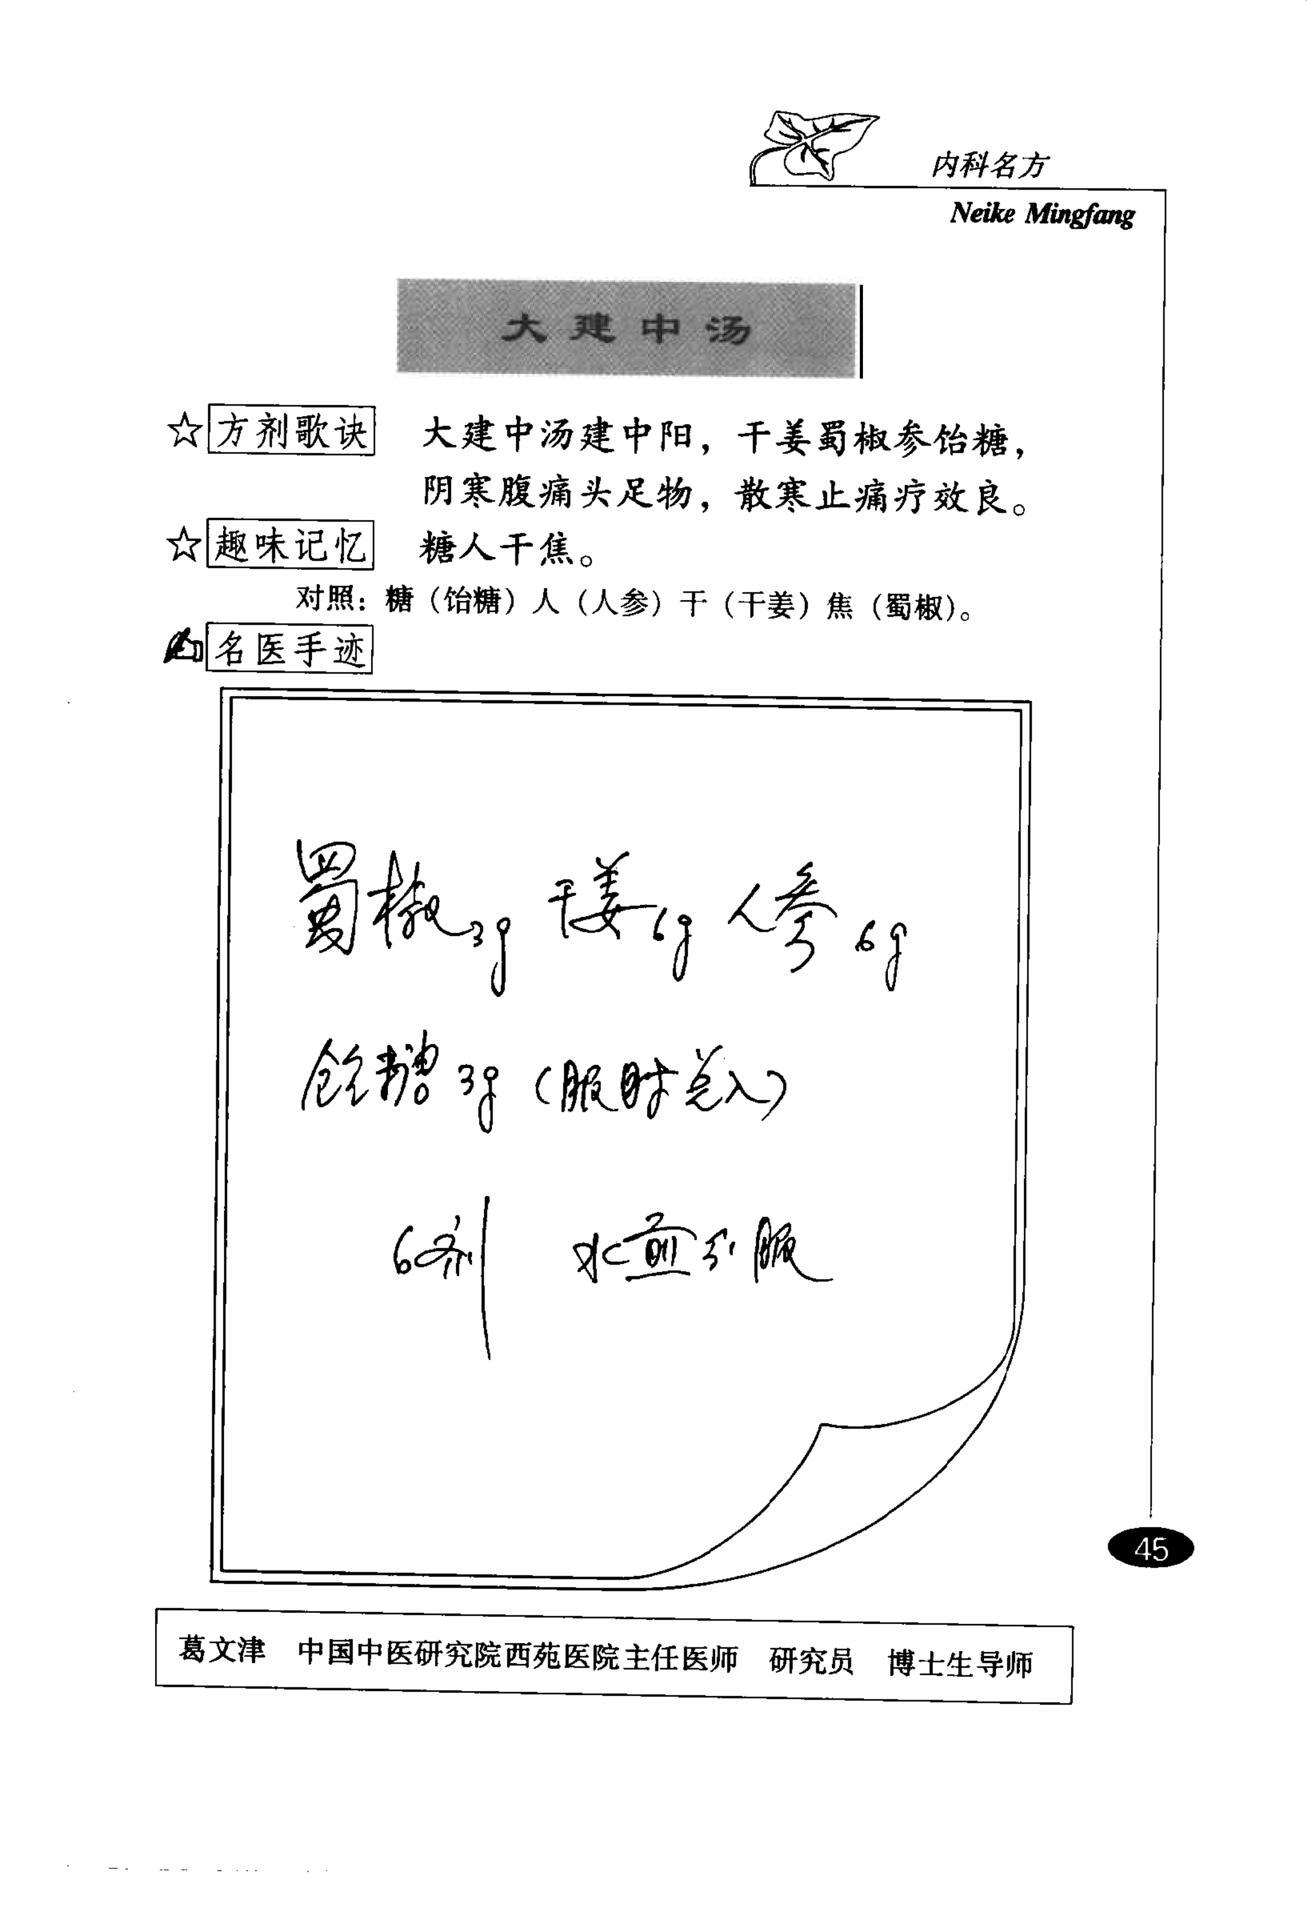 内科名方
Neike Mingfang
大建中汤
☆方剂歌诀 大建中汤建中阳，干姜蜀椒参饴糖，
阴寒腹痛头足物，散寒止痛疗效良。
☆趣味记忆 糖人干焦。
对照：糖（饴糖）人（人参）干（干姜）焦（蜀椒）。
名医手迹
蜀椒3g 干姜6g 人参6g
饴糖3g（服时兑入）
6剂 水煎分服
45
葛文津 中国中医研究院西苑医院主任医师 研究员 博士生导师